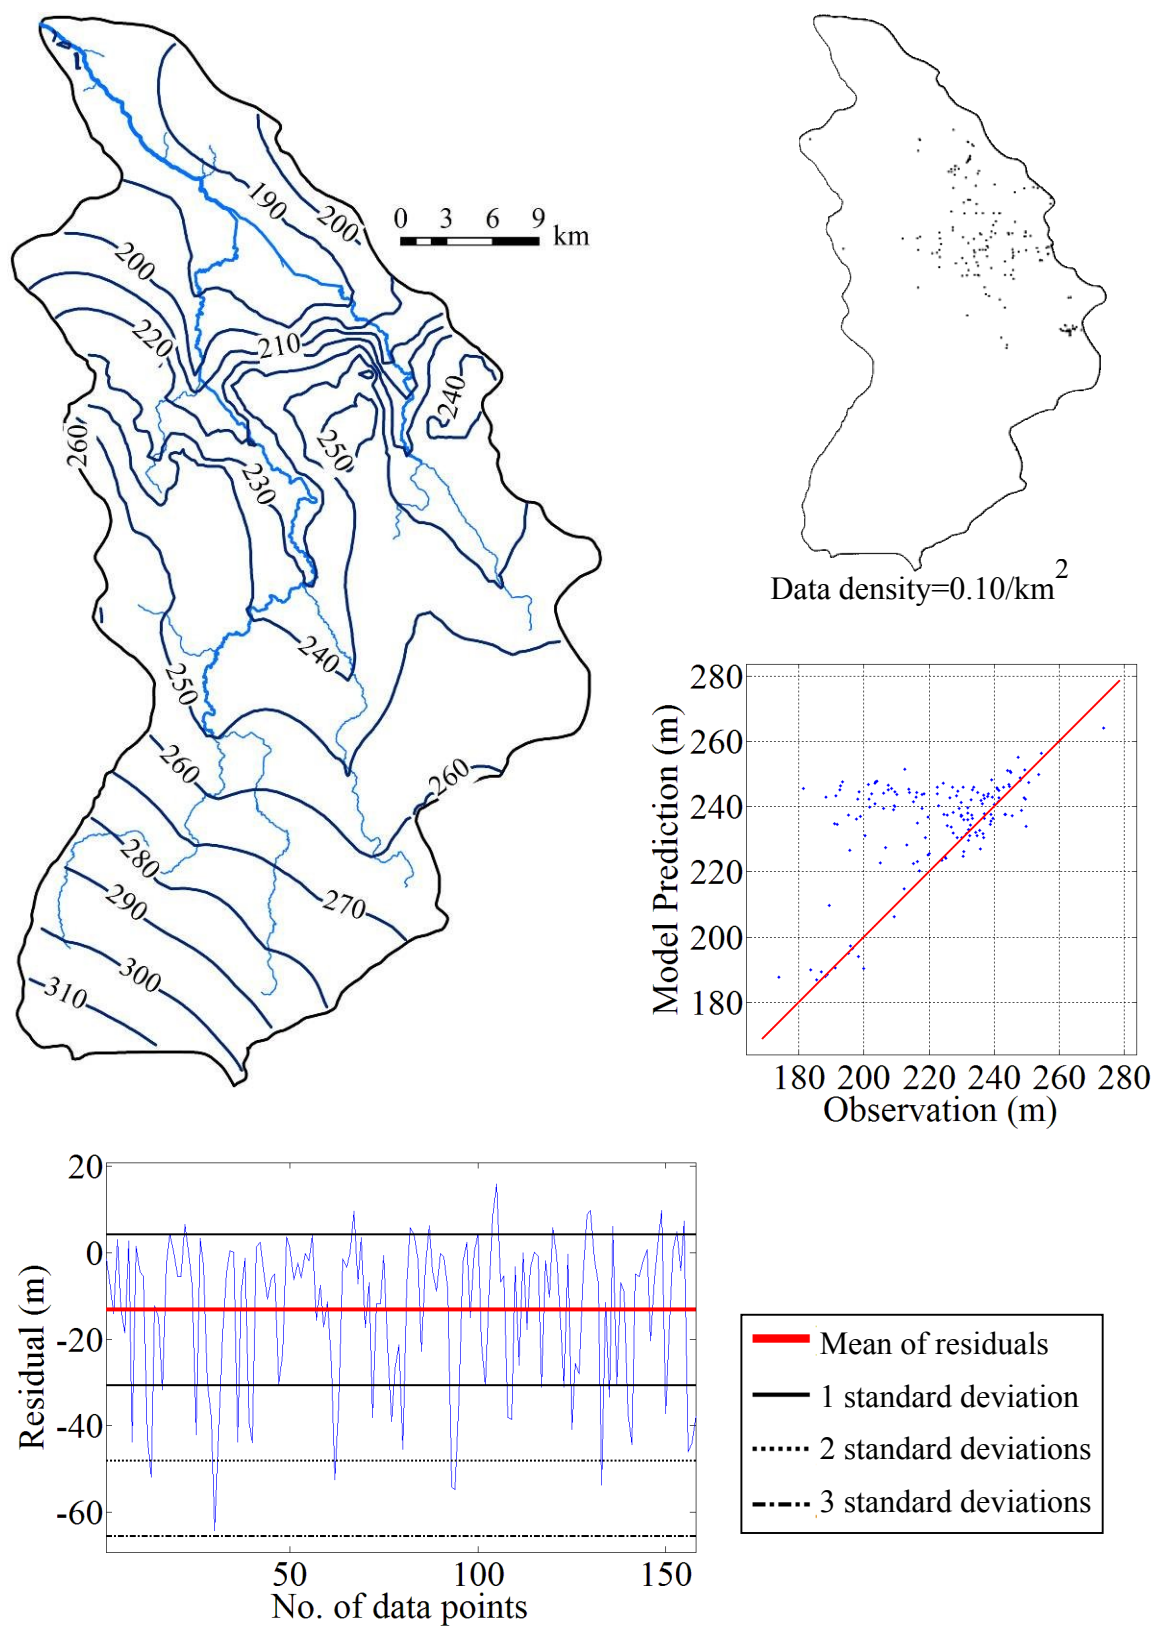 0 3 6 9
km
190
200
200
220
210
240
250
260
230
240
250
260
260
280
270
290
300
310
Data density=0.10/km2
280
260
240
220
200
180
Model Prediction (m)
180 200 220 240 260 280
Observation (m)
20
0
-20
-40
-60
Residual (m)
50 100 150
No. of data points
Mean of residuals
1 standard deviation
2 standard deviations
3 standard deviations